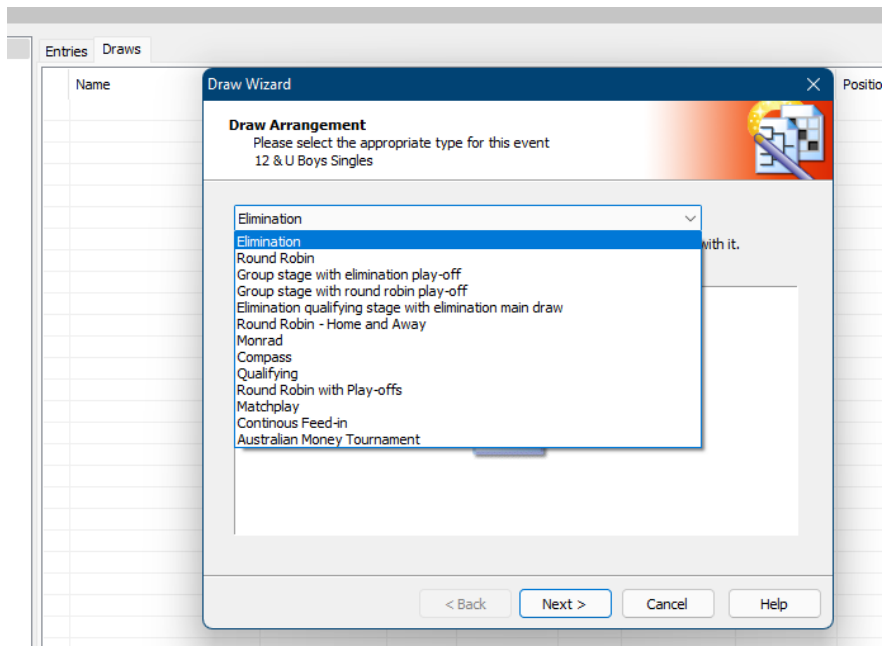 Entries Draws
Name
Positio
Draw Wizard
Draw Arrangement
Please select the appropriate type for this event
12 & U Boys Singles
Elimination
with it.
Elimination
Round Robin
Group stage with elimination play-off
Group stage with round robin play-off
Elimination qualifying stage with elimination main draw
Round Robin - Home and Away
Monrad
Compass
Qualifying
Round Robin with Play-offs
Matchplay
Continous Feed-in
Australian Money Tournament
< Back Next > Cancel Help